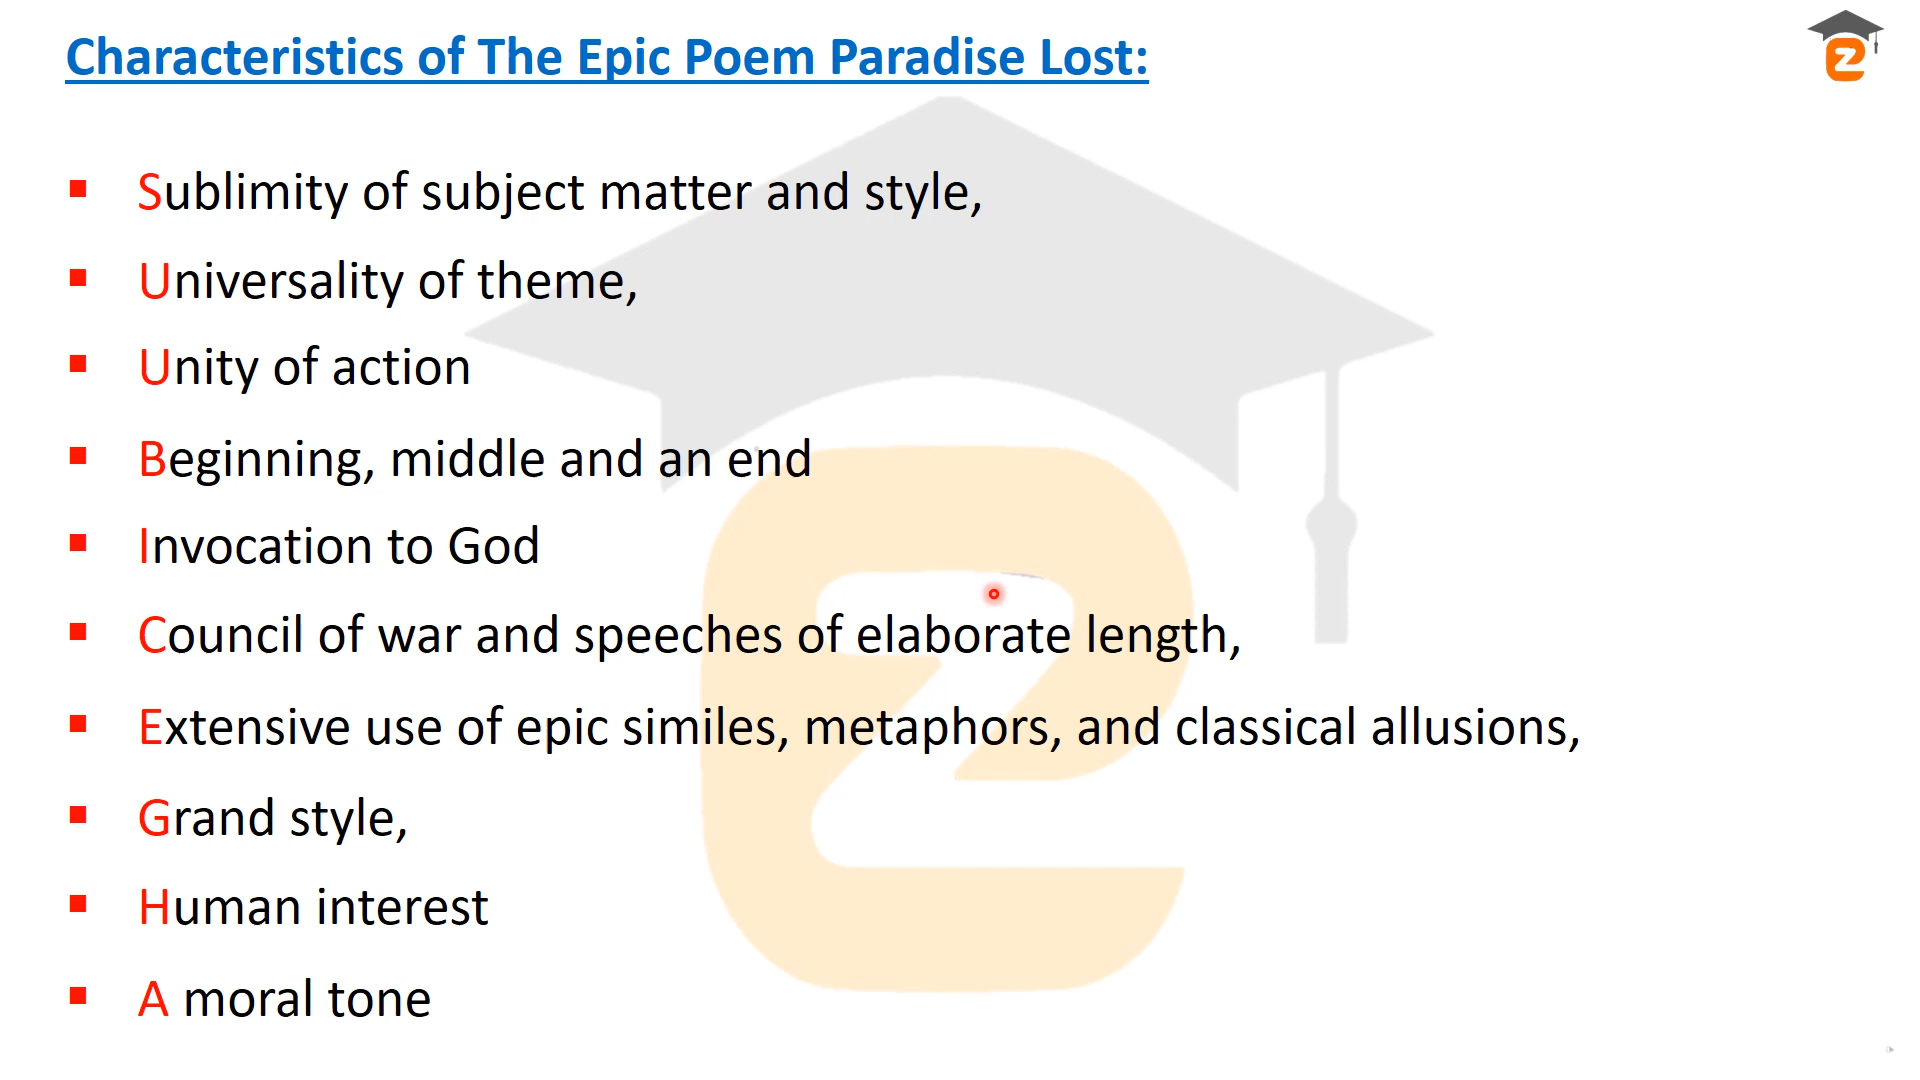 Characteristics of The Epic Poem Paradise Lost:
Sublimity of subject matter and style,
Universality of theme,
Unity of action
Beginning, middle and an end
Invocation to God
Council of war and speeches of elaborate length,
Extensive use of epic similes, metaphors, and classical allusions,
Grand style,
Human interest
A moral tone